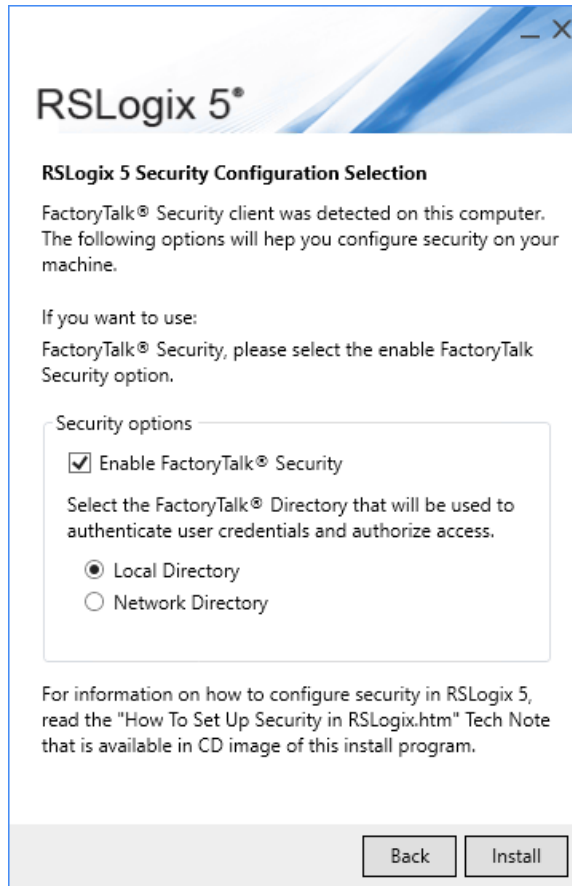 RSLogix 5®
RSLogix 5 Security Configuration Selection
FactoryTalk® Security client was detected on this computer.
The following options will hep you configure security on your
machine.
If you want to use:
FactoryTalk® Security, please select the enable FactoryTalk
Security option.
Security options
Enable FactoryTalk® Security
Select the FactoryTalk® Directory that will be used to
authenticate user credentials and authorize access.
Local Directory
Network Directory
For information on how to configure security in RSLogix 5,
read the "How To Set Up Security in RSLogix.htm" Tech Note
that is available in CD image of this install program.
Back
Install